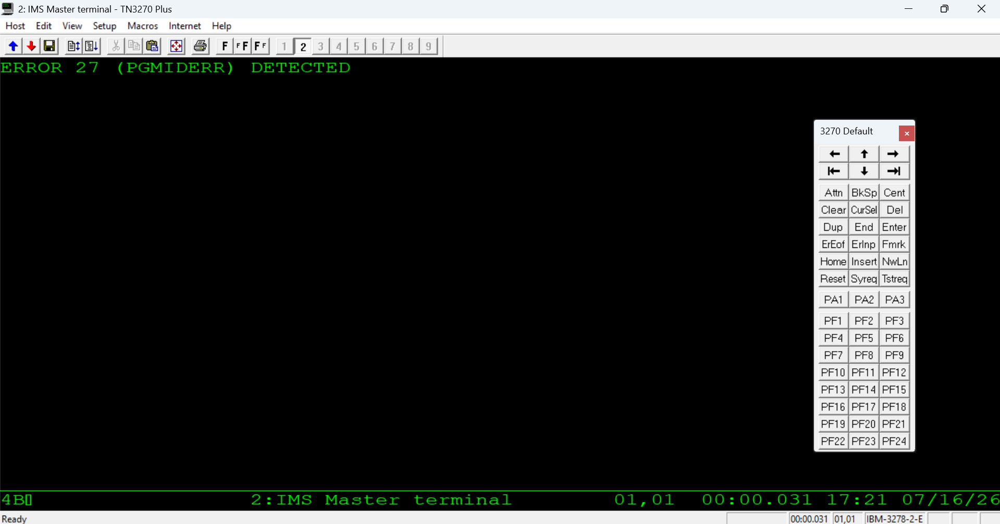 2: IMS Master terminal - TN3270 Plus
Host Edit View Setup Macros Internet Help
F F F F F 1 2 3 4 5 6 7 8 9
ERROR 27 (PGMIDERR) DETECTED
3270 Default
Attn BkSp Cent
Clear CurSel Del
Dup End Enter
ErEof ErInp Fmrk
Home Insert NwLn
Reset Syreq Tstreq
PA1 PA2 PA3
PF1 PF2 PF3
PF4 PF5 PF6
PF7 PF8 PF9
PF10 PF11 PF12
PF13 PF14 PF15
PF16 PF17 PF18
PF19 PF20 PF21
PF22 PF23 PF24
4B 2:IMS Master terminal 01,01 00:00.031 17:21 07/16/26
Ready 00:00.031 01,01 IBM-3278-2-E